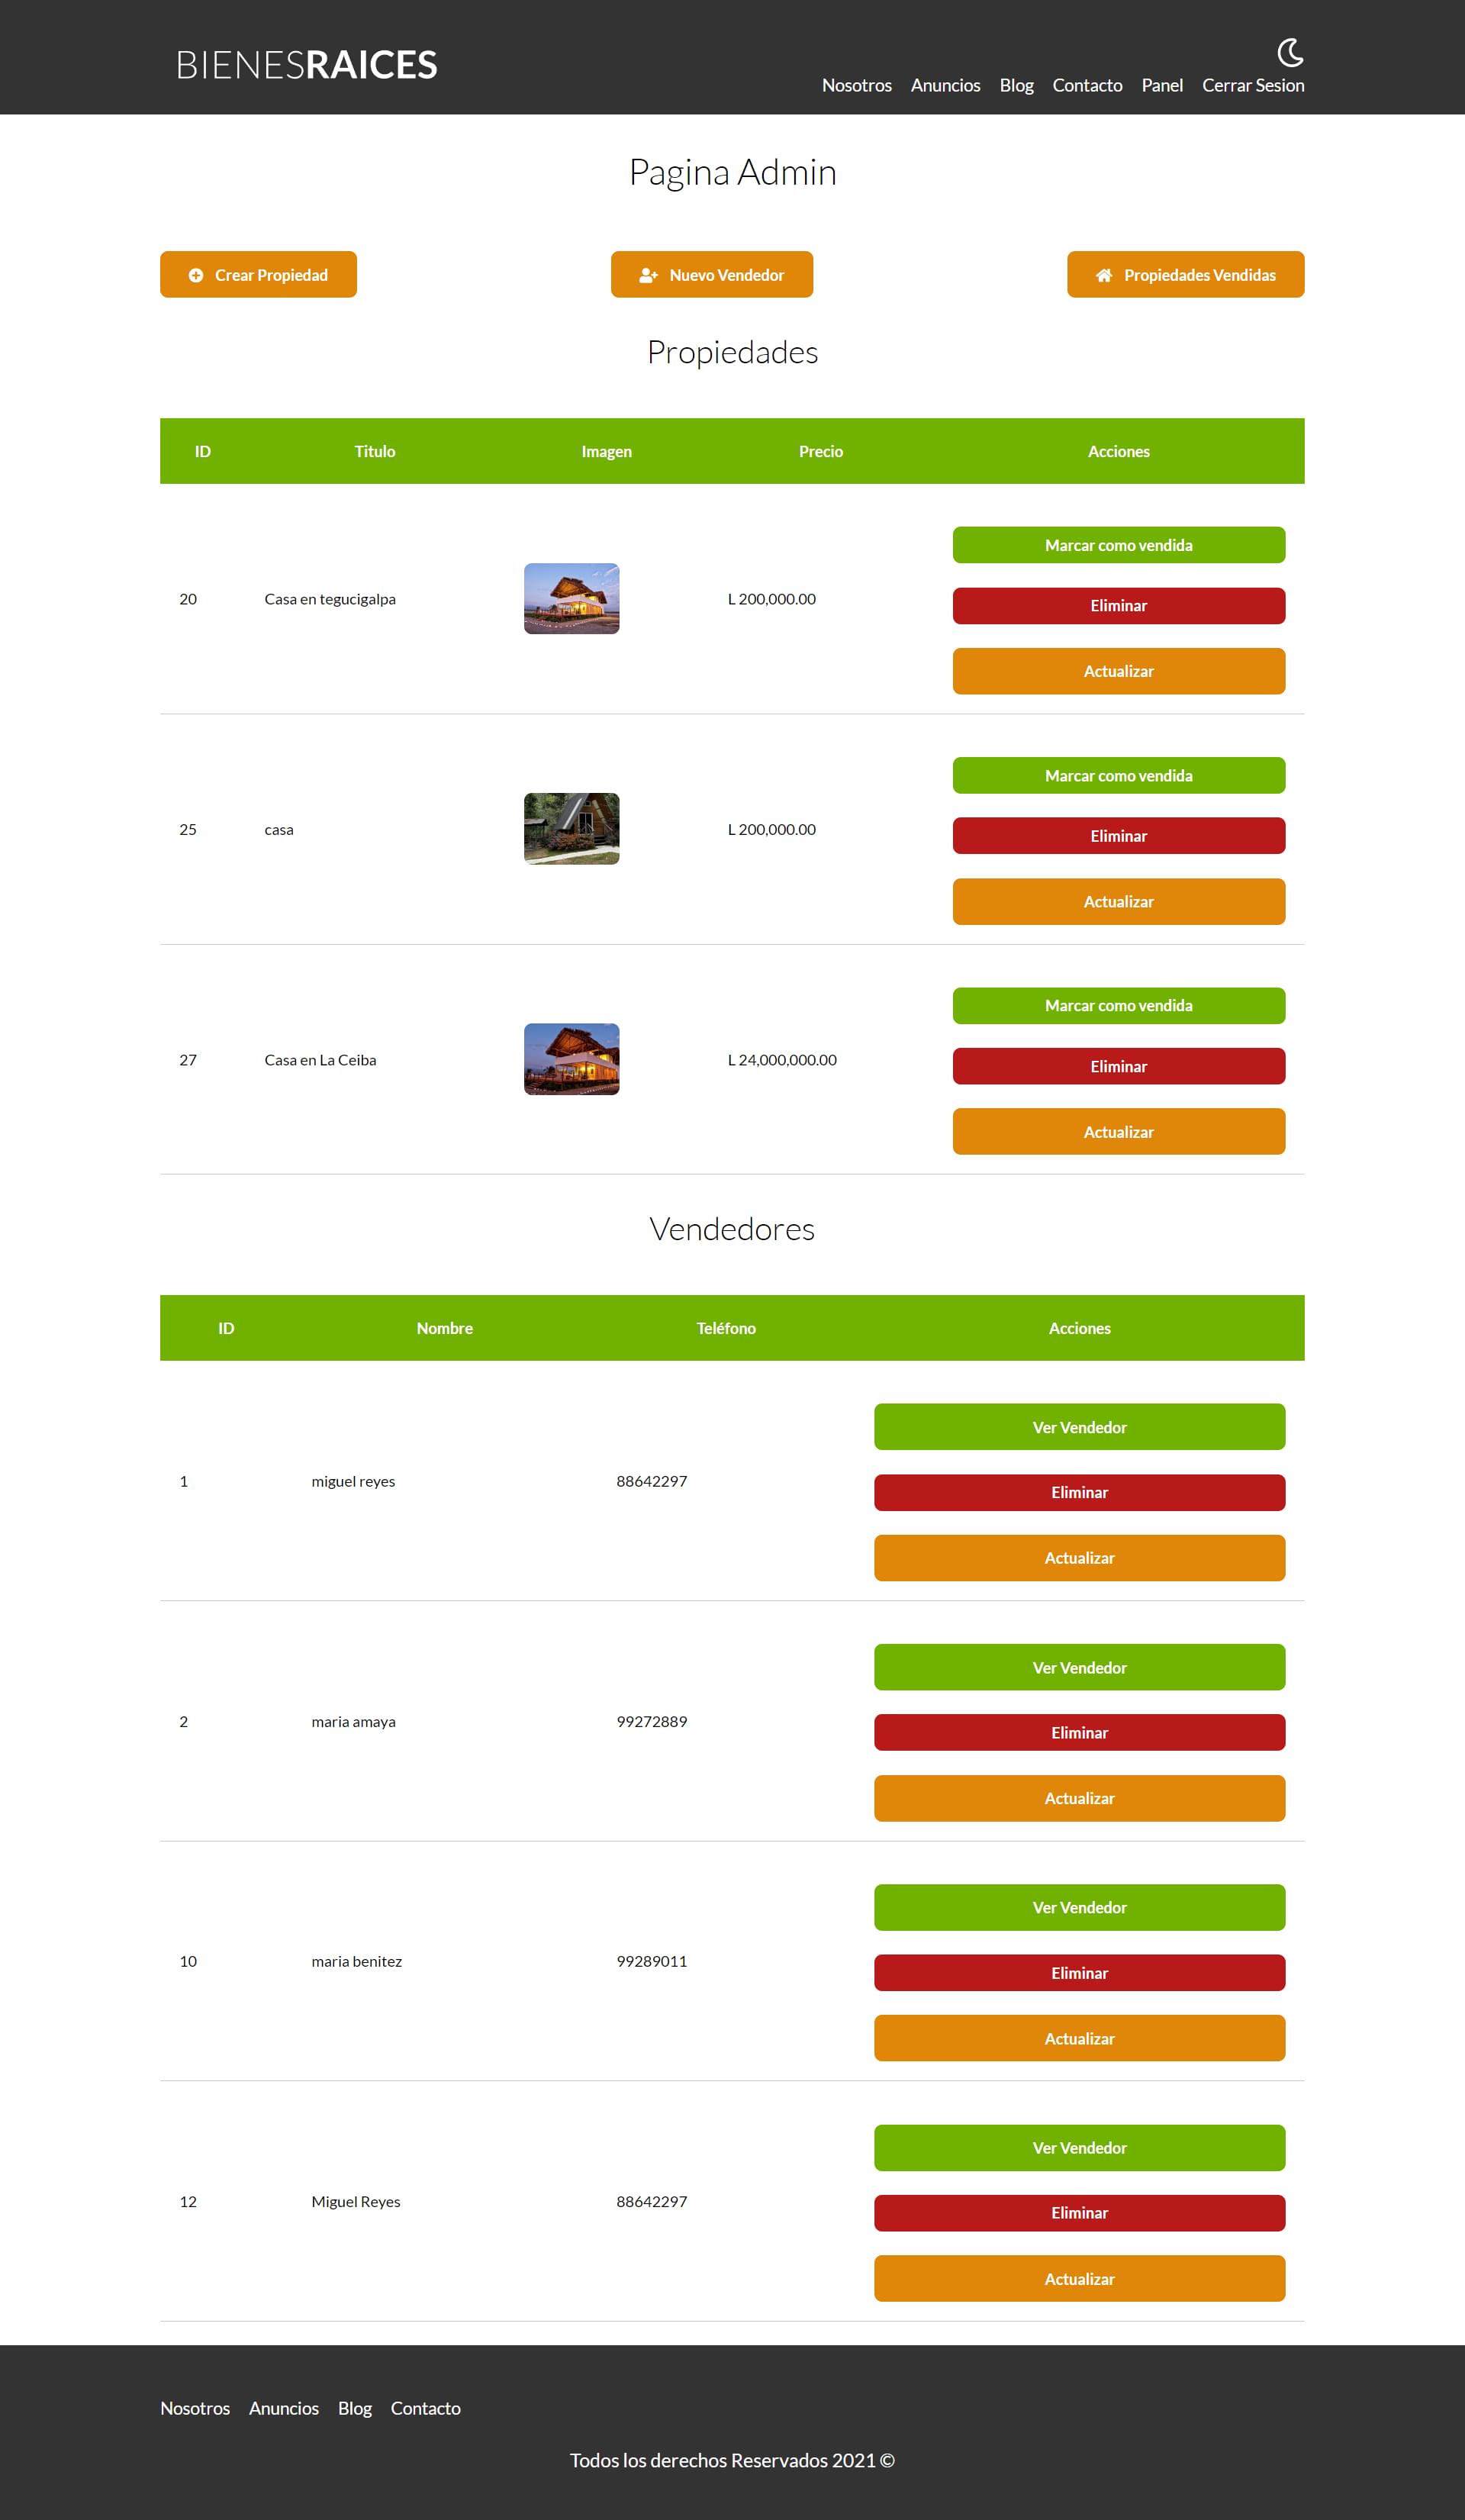 BIENESRAICES
Nosotros Anuncios Blog Contacto Panel Cerrar Sesion
Pagina Admin
Crear Propiedad Nuevo Vendedor Propiedades Vendidas
Propiedades
ID Titulo Imagen Precio Acciones
Marcar como vendida
20 Casa en tegucigalpa L 200,000.00
Eliminar
Actualizar
Marcar como vendida
25 casa L 200,000.00
Eliminar
Actualizar
Marcar como vendida
27 Casa en La Ceiba L 24,000,000.00
Eliminar
Actualizar
Vendedores
ID Nombre Teléfono Acciones
Ver Vendedor
1 miguel reyes 88642297
Eliminar
Actualizar
Ver Vendedor
2 maria amaya 99272889
Eliminar
Actualizar
Ver Vendedor
10 maria benitez 99289011
Eliminar
Actualizar
Ver Vendedor
12 Miguel Reyes 88642297
Eliminar
Actualizar
Nosotros Anuncios Blog Contacto
Todos los derechos Reservados 2021 ©